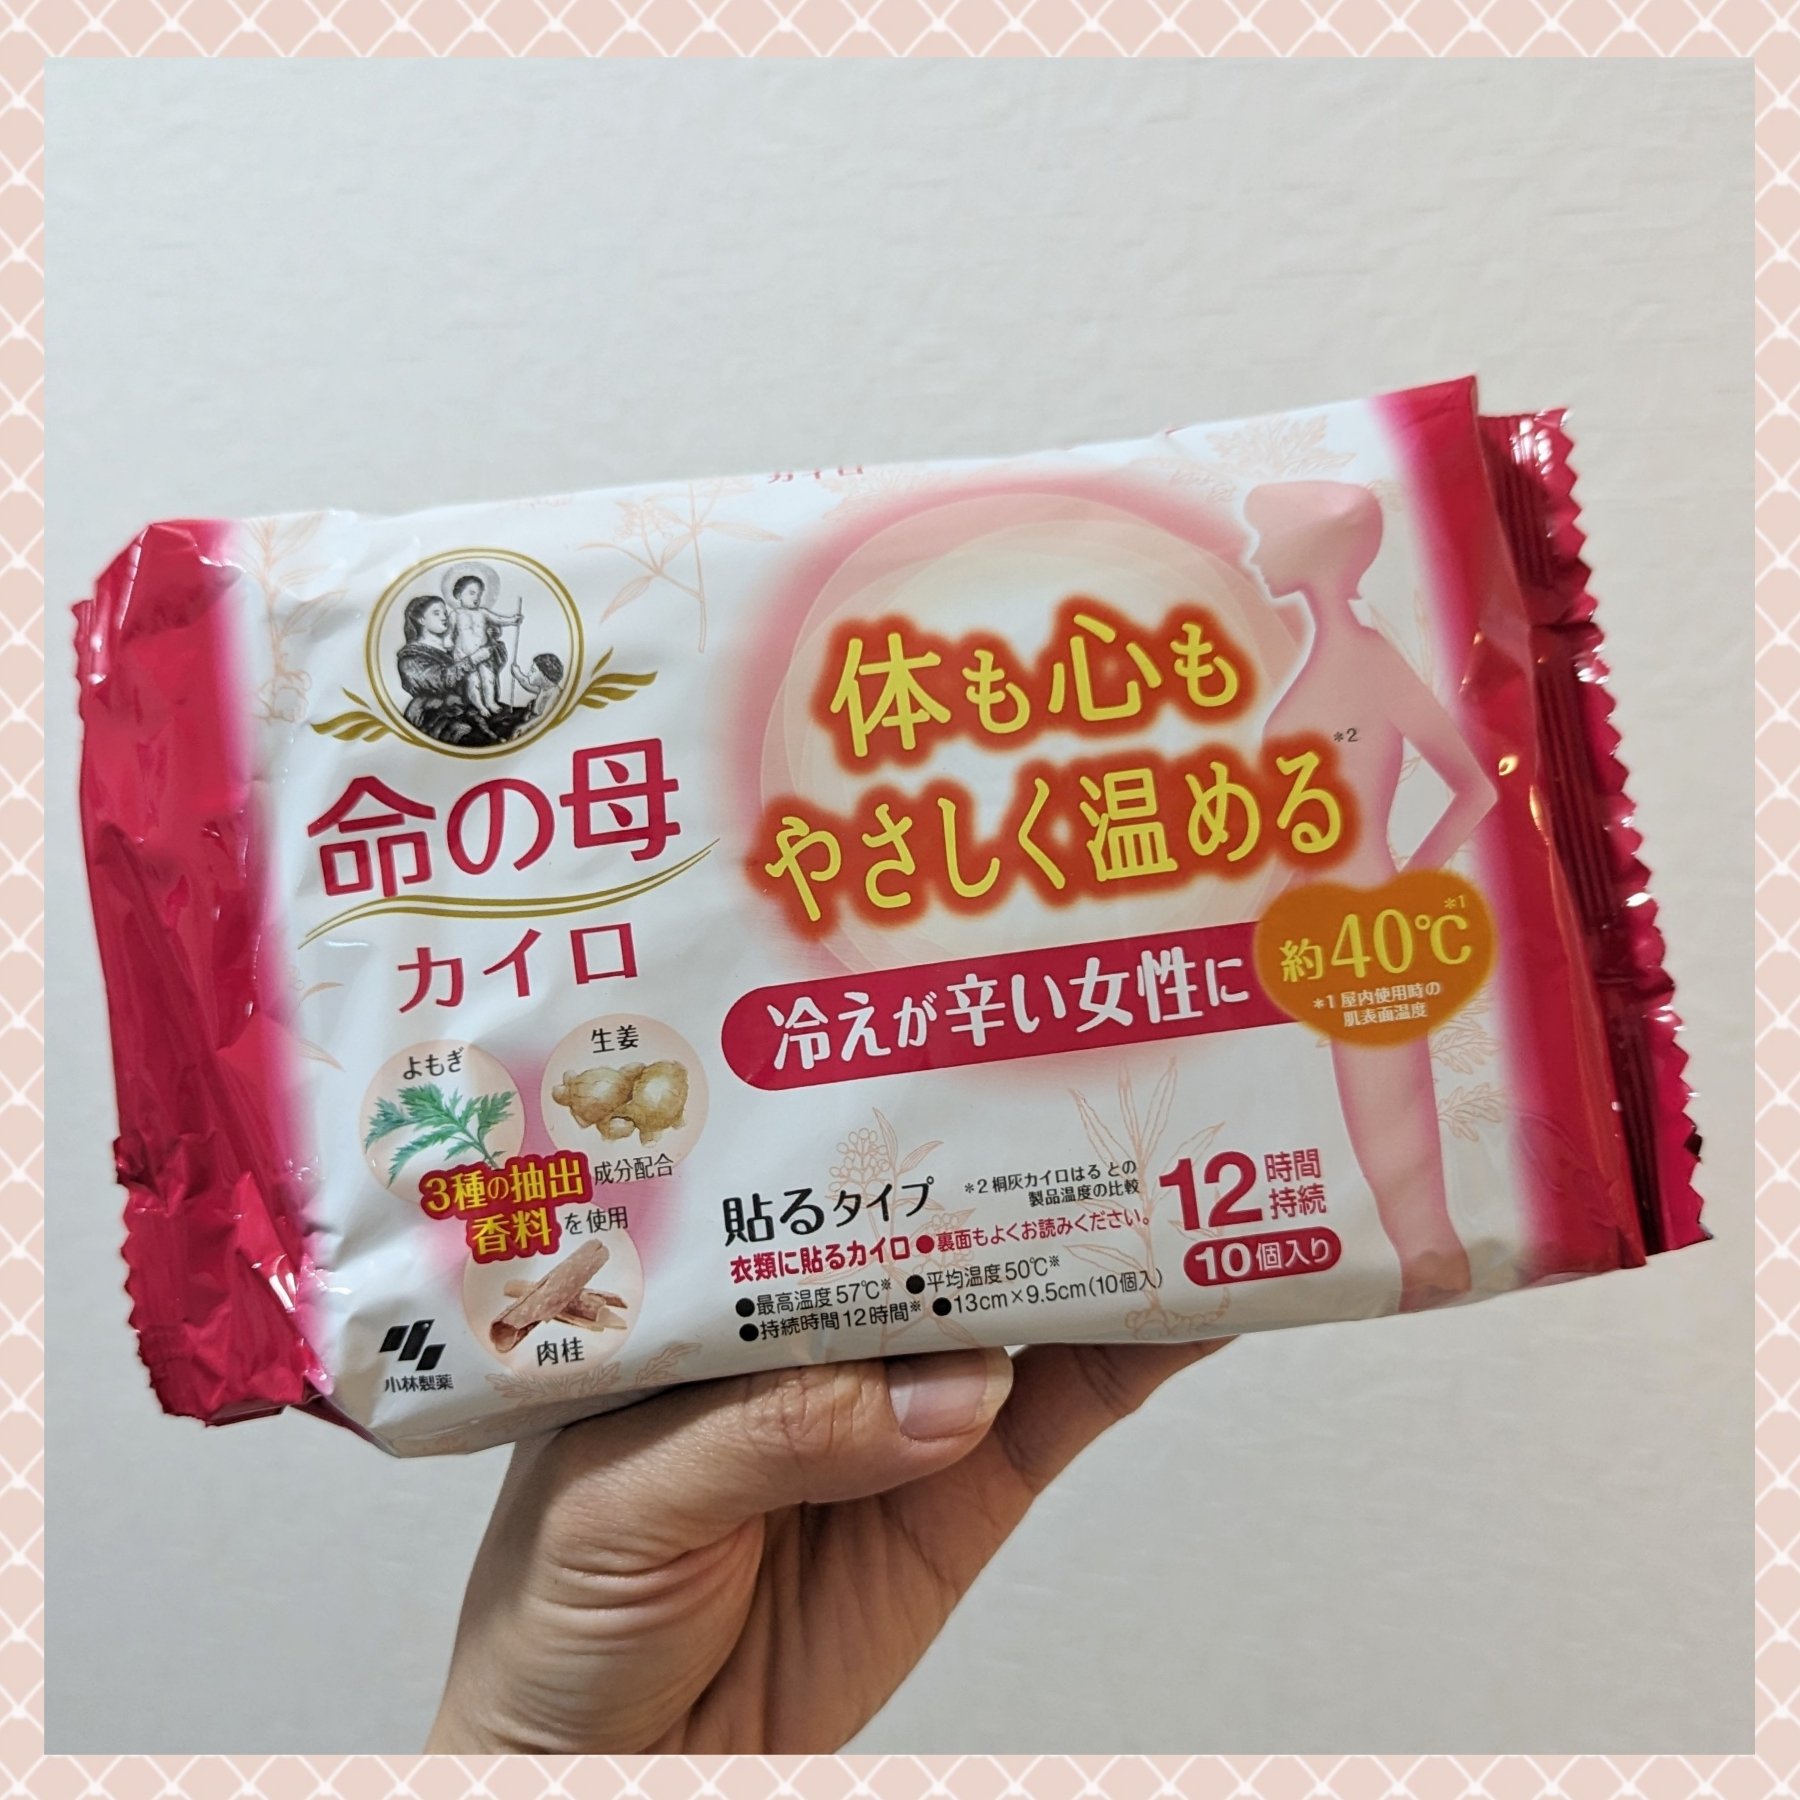 カイロ
命の母
カイロ
体も心も
やさしく温める*2
冷えが辛い女性に
約40℃*1
*1 屋内使用時の
肌表面温度
よもぎ
生姜
3種の抽出
香料を使用
成分配合
肉桂
小林製薬
貼るタイプ
*2 桐灰カイロはる との
製品温度の比較
衣類に貼るカイロ ●裏面もよくお読みください。
●最高温度57℃※ ●平均温度50℃※
●持続時間12時間※ ●13cm×9.5cm(10個入)
12時間
持続
10個入り